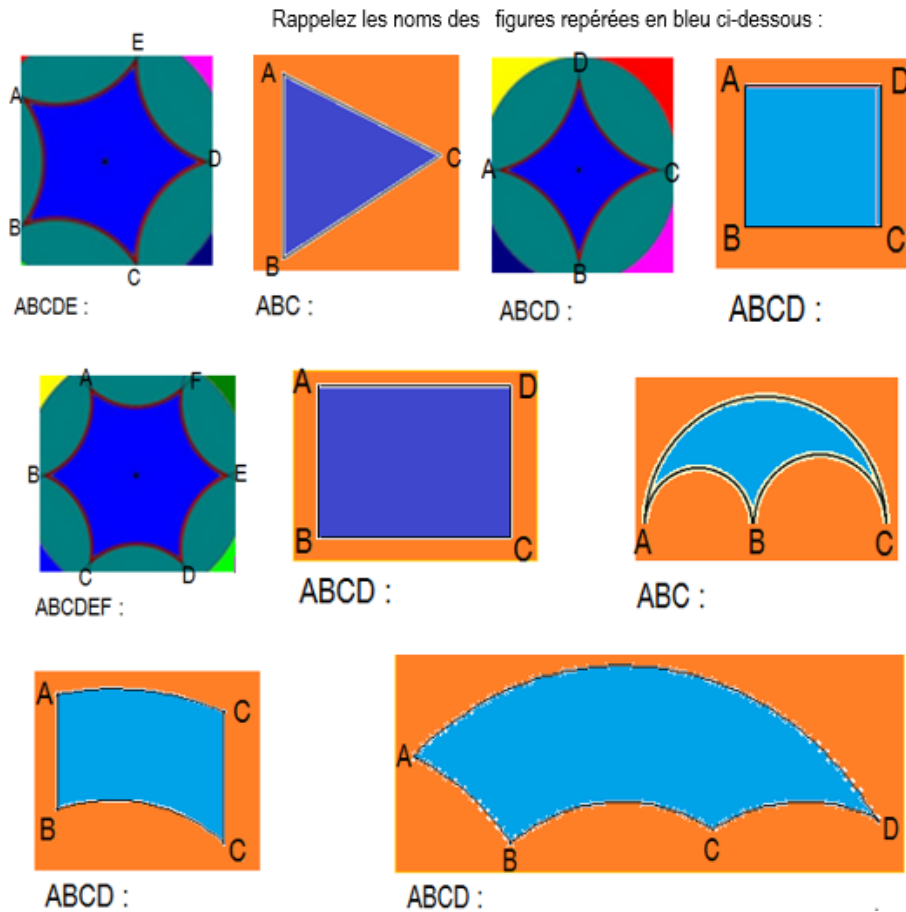 Rappelez les noms des figures repérées en bleu ci-dessous :
E
A
D
B
C
ABCDE :
A
C
B
ABC :
D
A
C
B
ABCD :
A
D
B
C
ABCD :
A
F
B
E
C
D
ABCDEF :
A
D
B
C
ABCD :
A
B
C
ABC :
A
C
B
C
ABCD :
A
B
C
D
ABCD :